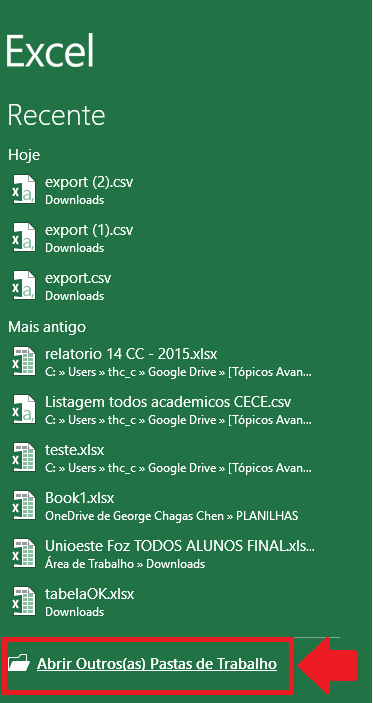 Excel
Recente
Hoje
export (2).csv
Downloads
export (1).csv
Downloads
export.csv
Downloads
Mais antigo
relatorio 14 CC - 2015.xlsx
C: » Users » thc_c » Google Drive » [Tópicos Avan...
Listagem todos academicos CECE.csv
C: » Users » thc_c » Google Drive » [Tópicos Avan...
teste.xlsx
C: » Users » thc_c » Google Drive » [Tópicos Avan...
Book1.xlsx
OneDrive de George Chagas Chen » PLANILHAS
Unioeste Foz TODOS ALUNOS FINAL.xls...
Área de Trabalho » Downloads
tabelaOK.xlsx
Downloads
Abrir Outros(as) Pastas de Trabalho